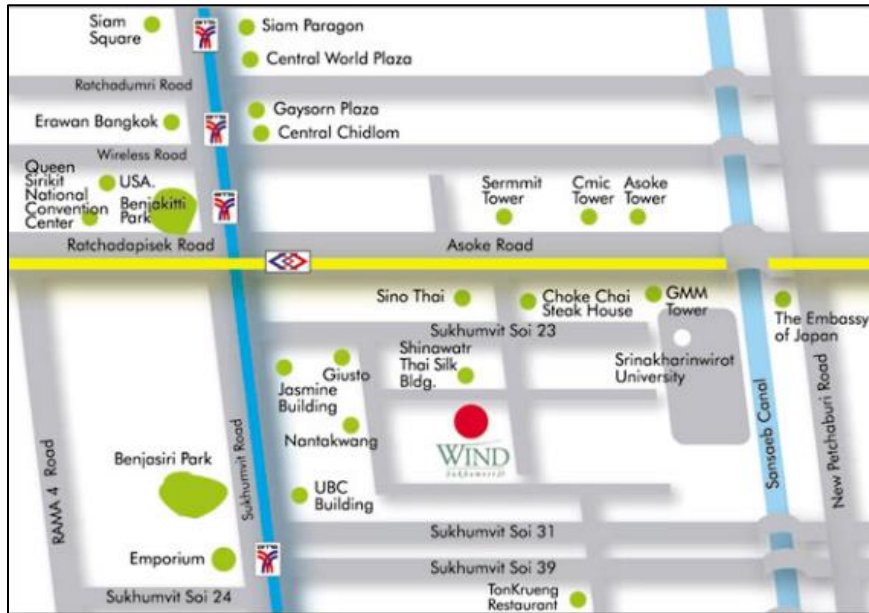 Siam
Square
Siam Paragon
Central World Plaza
Ratchadumri Road
Erawan Bangkok
Gaysorn Plaza
Central Chidlom
Wireless Road
Queen
Sirikit
National
Convention
Center
USA.
Benjakitti
Park
Sermmit
Tower
Cmic
Tower
Asoke
Tower
Ratchadapisek Road
Asoke Road
Sino Thai
Choke Chai
Steak House
GMM
Tower
The Embassy
of Japan
Sukhumvit Soi 23
Giusto
Jasmine
Building
Shinawatr
Thai Silk
Bldg.
Srinakharinwirot
University
Nantakwang
WIND
Sukhumvit23
Benjasiri Park
UBC
Building
RAMA 4 Road
Sukhumvit Road
Sansaeb Canal
New Petchaburi Road
Sukhumvit Soi 31
Emporium
Sukhumvit Soi 39
Sukhumvit Soi 24
TonKrueng
Restaurant